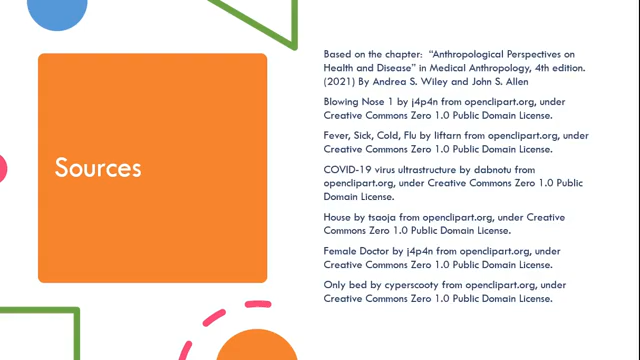 Sources
Based on the chapter: “Anthropological Perspectives on
Health and Disease” in Medical Anthropology, 4th edition.
(2021) By Andrea S. Wiley and John S. Allen
Blowing Nose 1 by j4p4n from openclipart.org, under
Creative Commons Zero 1.0 Public Domain License.
Fever, Sick, Cold, Flu by liftarn from openclipart.org, under
Creative Commons Zero 1.0 Public Domain License.
COVID-19 virus ultrastructure by dabnotu from
openclipart.org, under Creative Commons Zero 1.0 Public
Domain License.
House by tsaoja from openclipart.org, under Creative
Commons Zero 1.0 Public Domain License.
Female Doctor by j4p4n from openclipart.org, under
Creative Commons Zero 1.0 Public Domain License.
Only bed by cyperscooty from openclipart.org, under
Creative Commons Zero 1.0 Public Domain License.